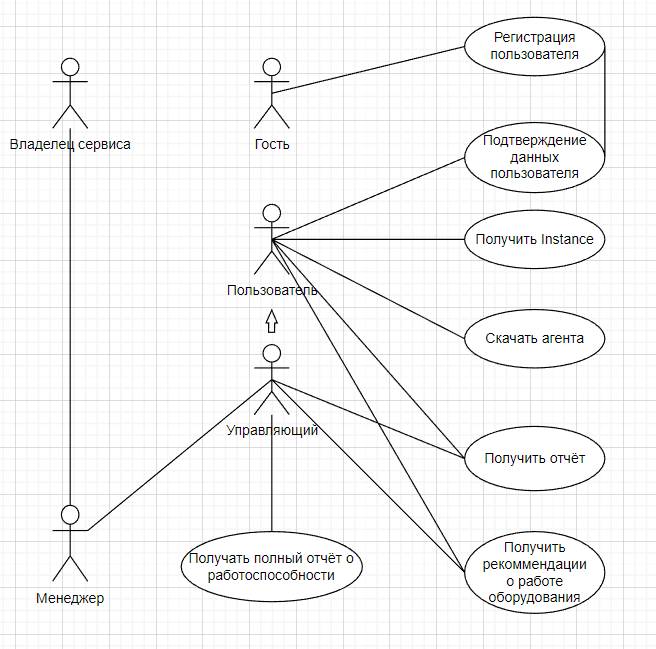 Регистрация
пользователя
Владелец сервиса
Гость
Подтверждение
данных
пользователя
Получить Instance
Пользователь
Скачать агента
Управляющий
Получить отчёт
Получать полный отчёт о
работоспособности
Получить
рекоммендации
о работе
оборудования
Менеджер